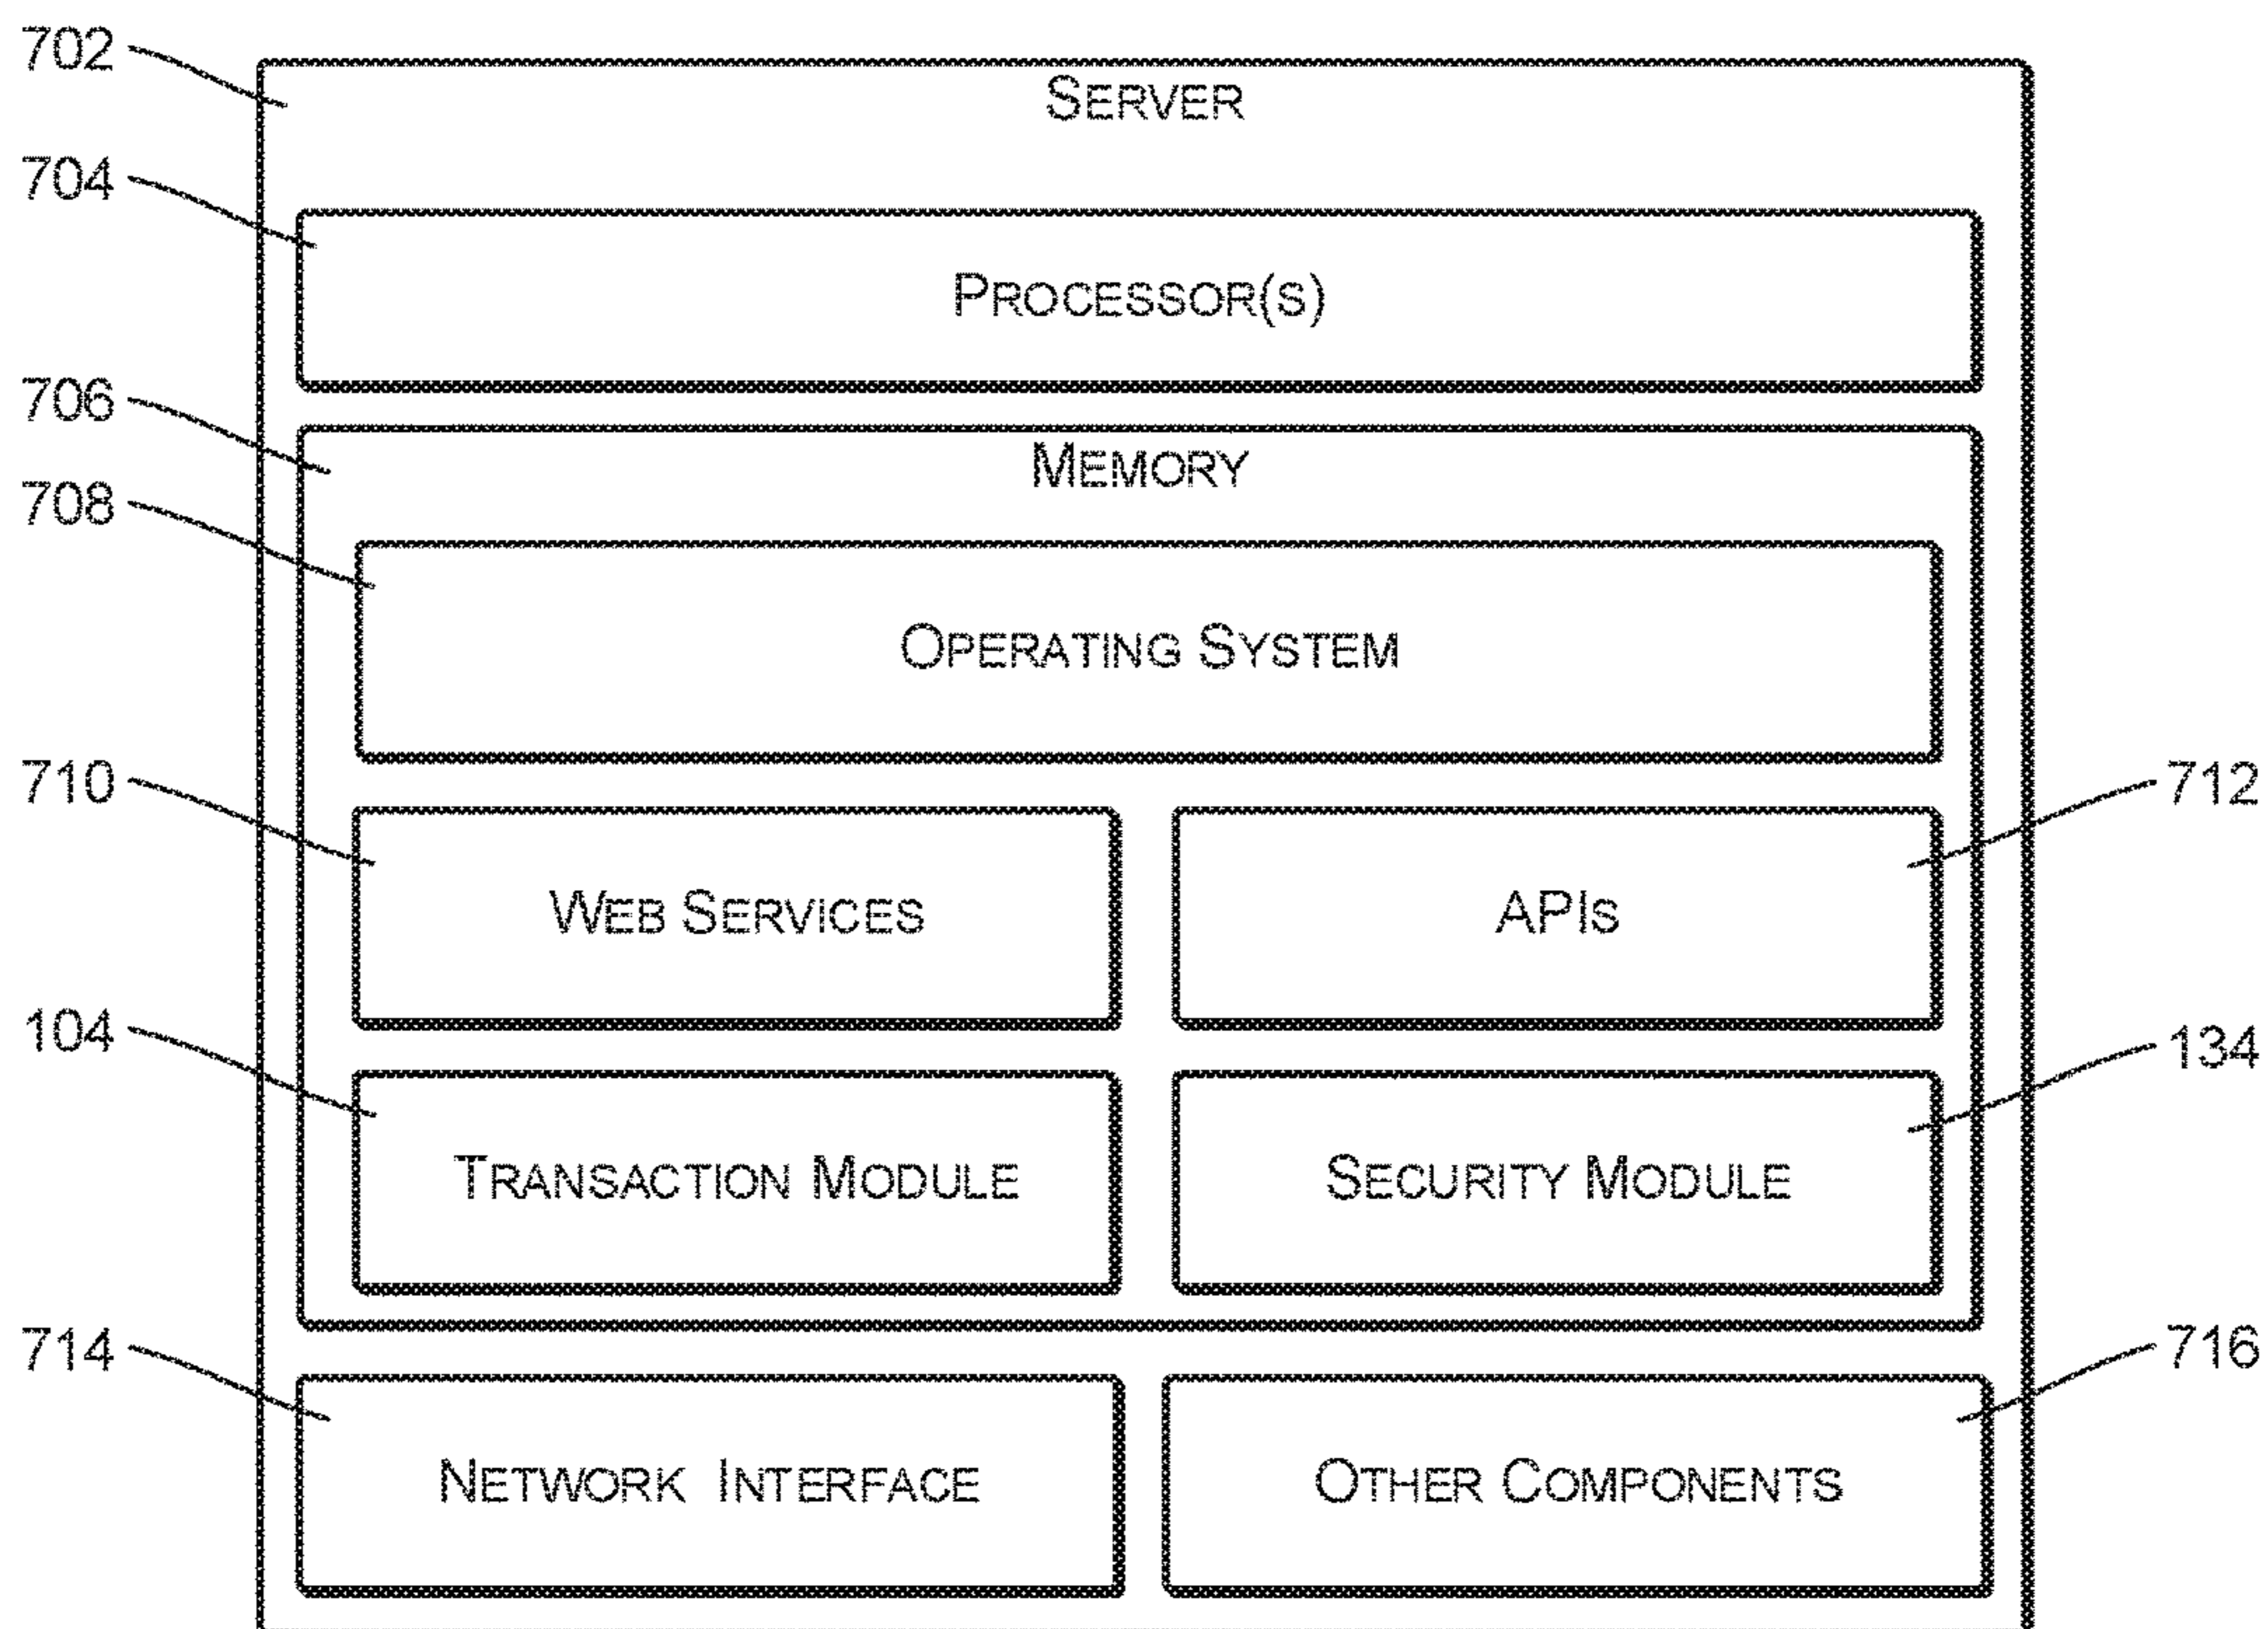 702
SERVER
704
PROCESSOR(S)
706
MEMORY
708
OPERATING SYSTEM
710
712
WEB SERVICES
APIS
104
134
TRANSACTION MODULE
SECURITY MODULE
714
716
NETWORK INTERFACE
OTHER COMPONENTS